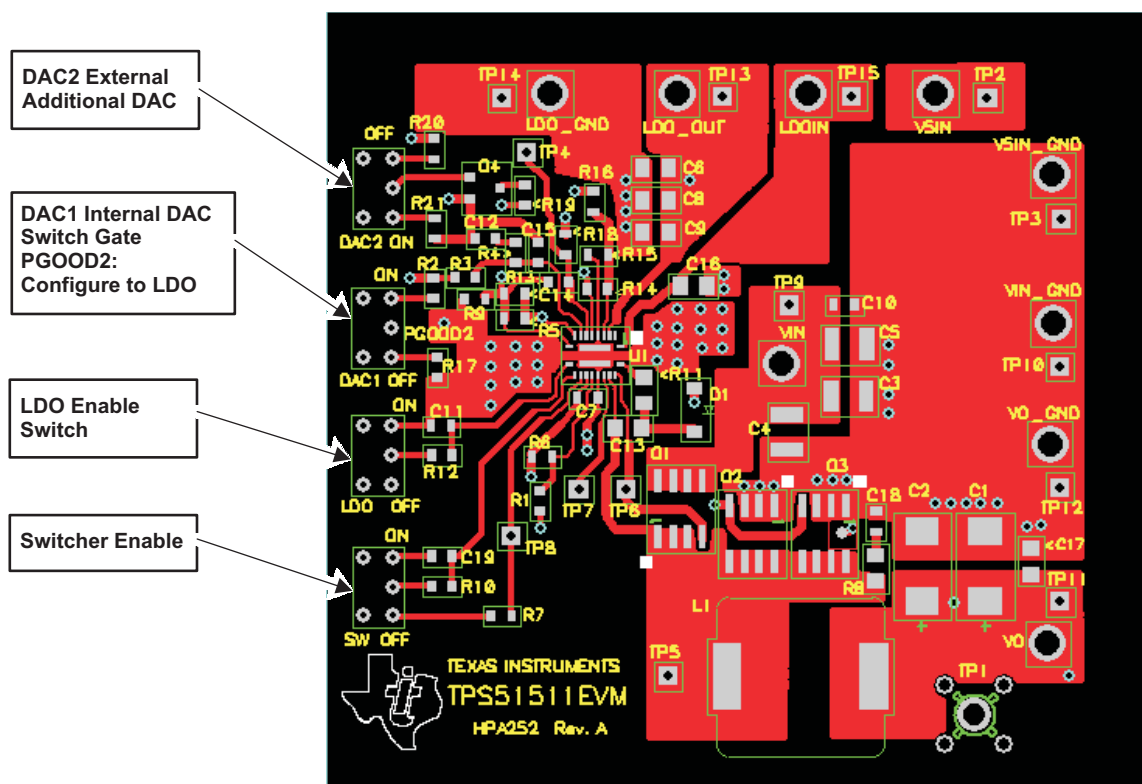 DAC2 External
Additional DAC
DAC1 Internal DAC
Switch Gate
PGOOD2:
Configure to LDO
LDO Enable
Switch
Switcher Enable
TP14
TP13
TP15
TP2
LDO_GND
LDO_OUT
LDOIN
VSIN
OFF
R20
TP4
Q4
C6
VSIN_GND
R16
R21
<R19
C8
C12
C15
<R18
C9
TP3
DAC2 ON
<R15
ON
R2
R3
R13
<C14
R14
C16
TP9
C10
VIN_GND
R9
PGOOD2
R5
VIN
C5
U1
R17
DAC1 OFF
<R11
D1
C3
TP10
ON
C11
C7
VO_GND
C13
C4
R6
R12
Q1
Q2
Q3
LDO OFF
R1
TP7
TP6
C18
C2
C1
TP12
ON
TP8
<C17
C19
R10
R8
TP11
R7
L1
SW OFF
VO
TP5
TP1
TEXAS INSTRUMENTS
TPS51511EVM
HPA252 Rev. A